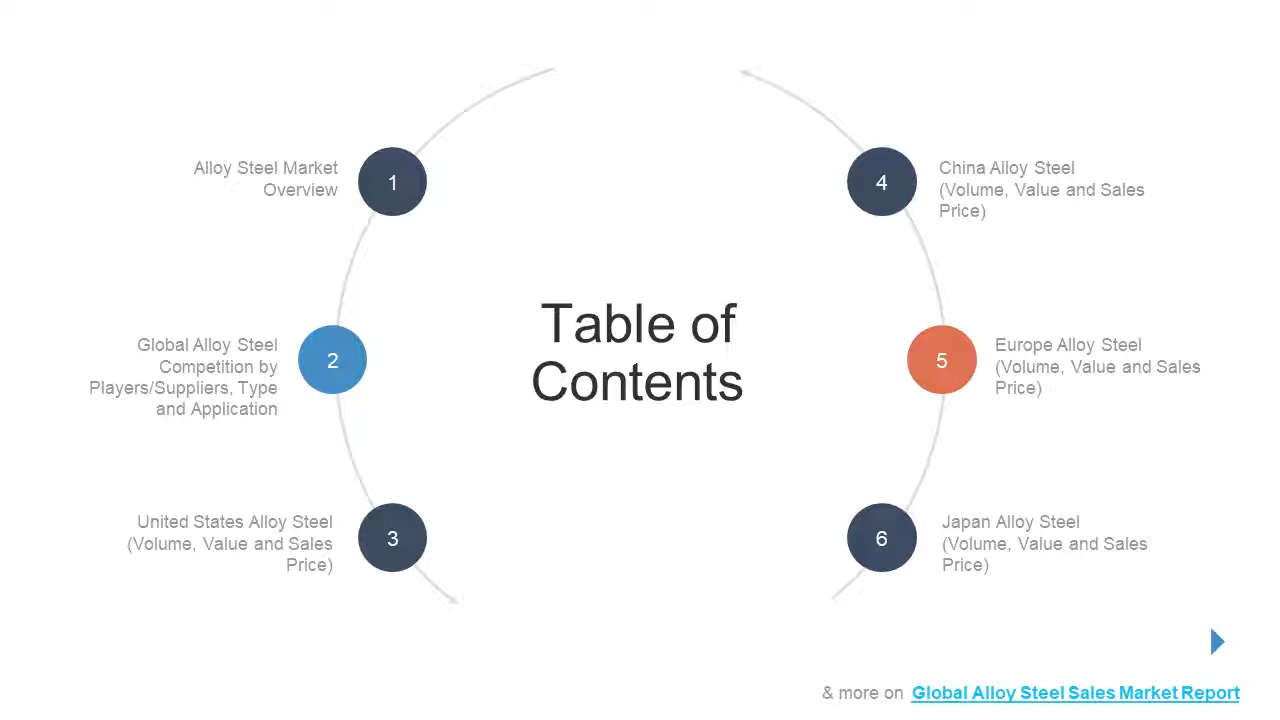 Table of
Contents
1
Alloy Steel Market
Overview
2
Global Alloy Steel
Competition by
Players/Suppliers, Type
and Application
3
United States Alloy Steel
(Volume, Value and Sales
Price)
4
China Alloy Steel
(Volume, Value and Sales
Price)
5
Europe Alloy Steel
(Volume, Value and Sales
Price)
6
Japan Alloy Steel
(Volume, Value and Sales
Price)
& more on Global Alloy Steel Sales Market Report